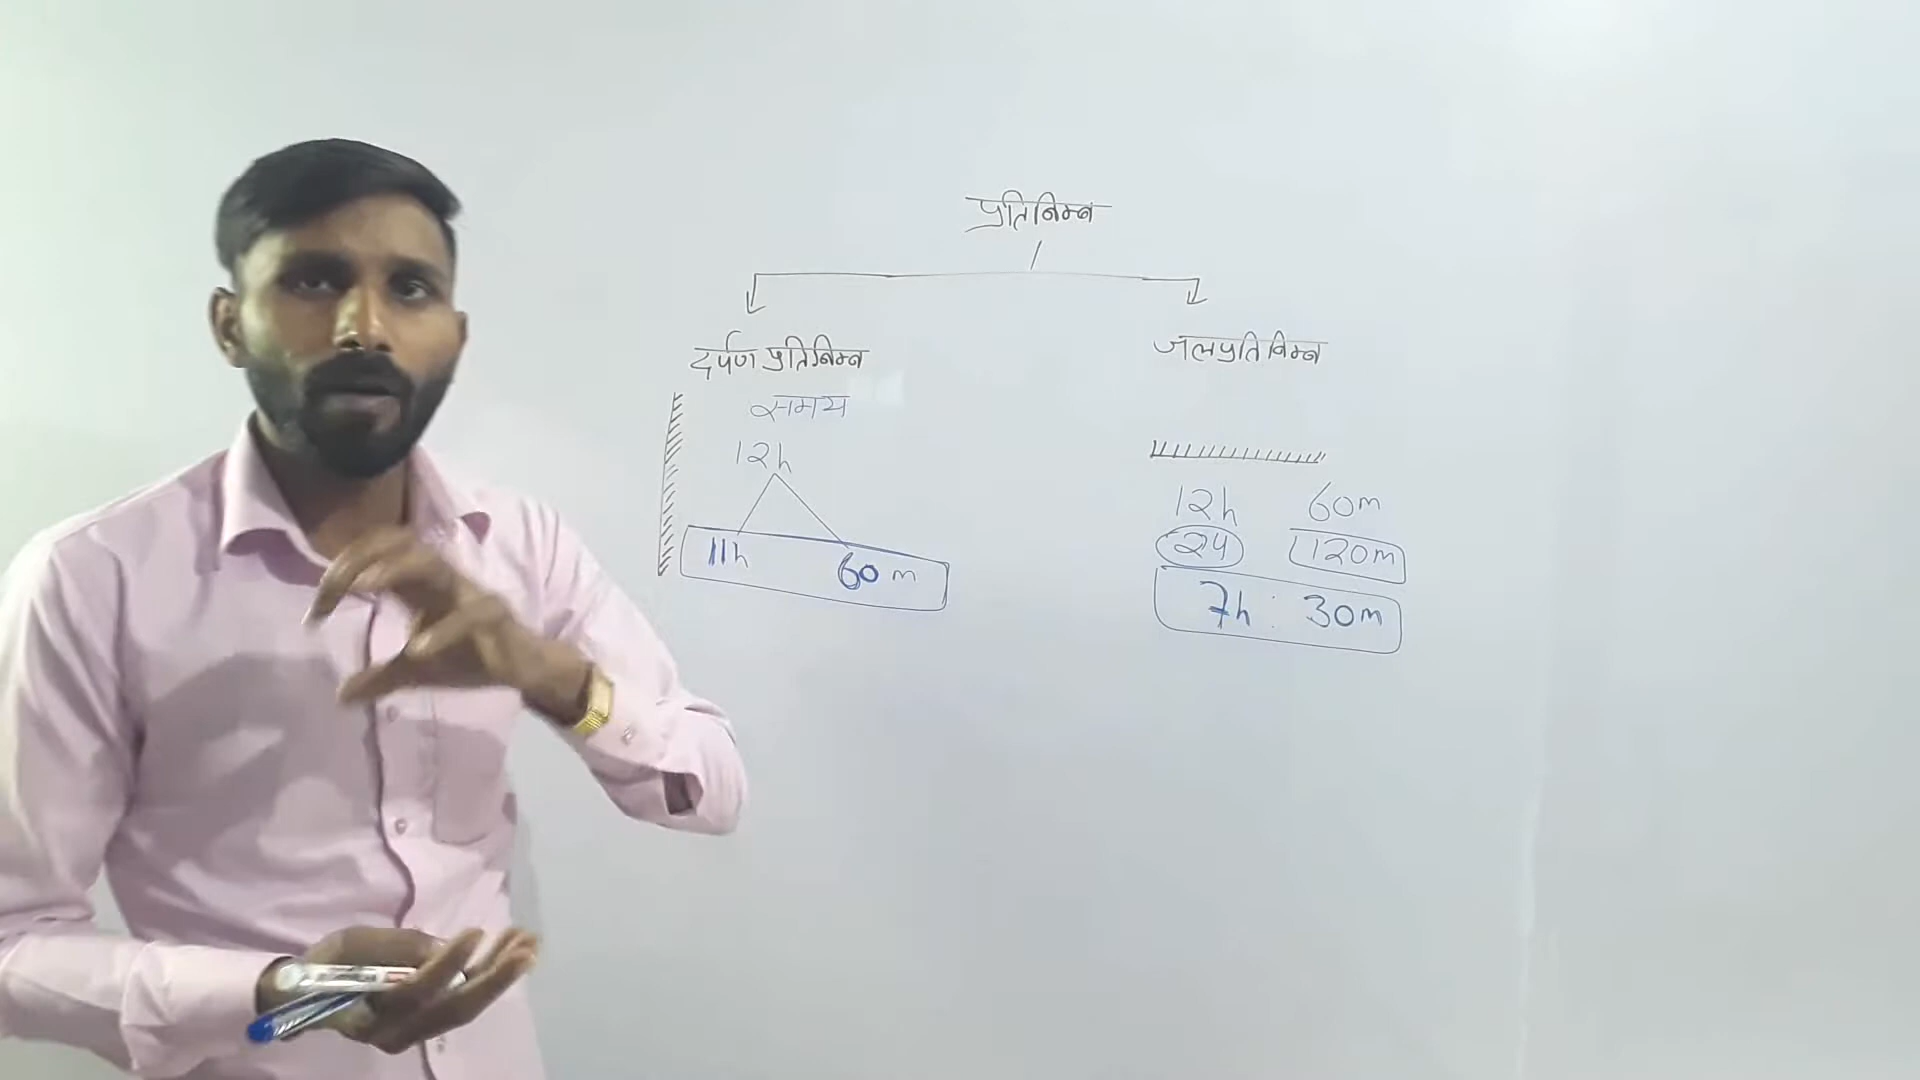 प्रतिबिम्ब
दर्पण प्रतिबिम्ब
समय
12h
11h 60m
जलप्रतिबिम्ब
12h 60m
24 120m
7h : 30m